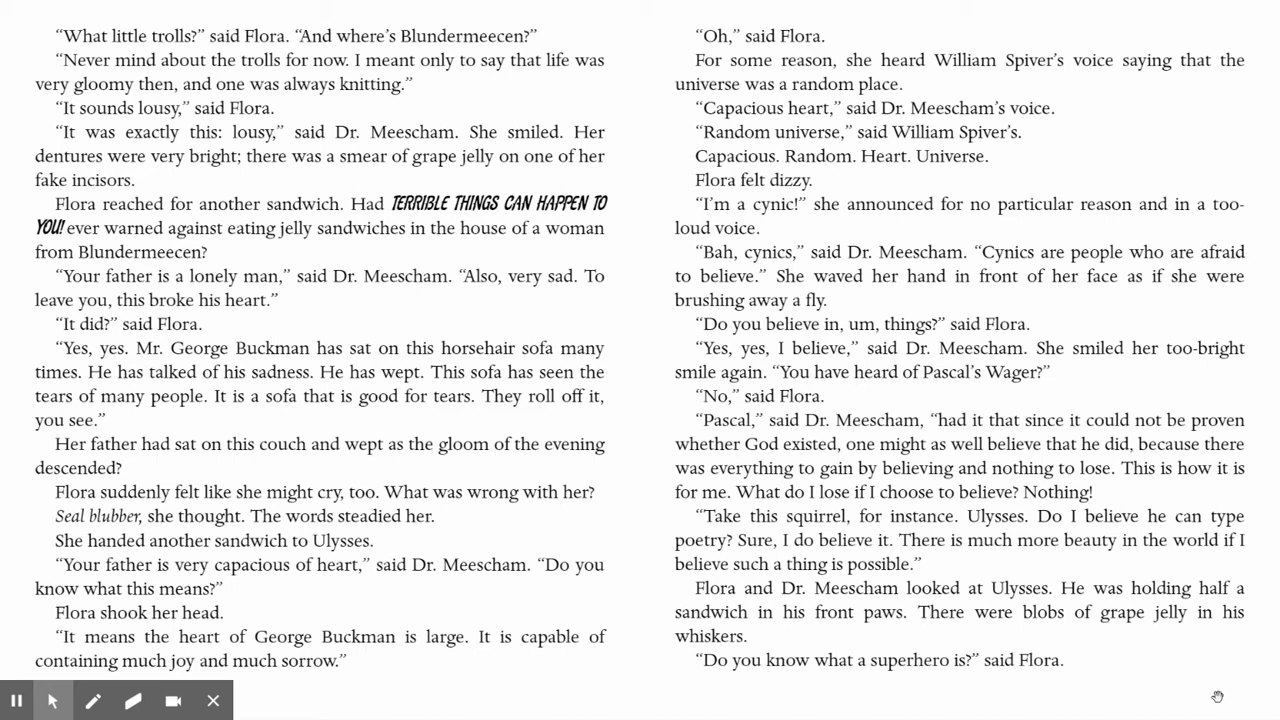 “What little trolls?” said Flora. “And where’s Blundermeecen?”
“Never mind about the trolls for now. I meant only to say that life was
very gloomy then, and one was always knitting.”
“It sounds lousy,” said Flora.
“It was exactly this: lousy,” said Dr. Meescham. She smiled. Her
dentures were very bright; there was a smear of grape jelly on one of her
fake incisors.
Flora reached for another sandwich. Had TERRIBLE THINGS CAN HAPPEN TO
YOU! ever warned against eating jelly sandwiches in the house of a woman
from Blundermeecen?
“Your father is a lonely man,” said Dr. Meescham. “Also, very sad. To
leave you, this broke his heart.”
“It did?” said Flora.
“Yes, yes. Mr. George Buckman has sat on this horsehair sofa many
times. He has talked of his sadness. He has wept. This sofa has seen the
tears of many people. It is a sofa that is good for tears. They roll off it,
you see.”
Her father had sat on this couch and wept as the gloom of the evening
descended?
Flora suddenly felt like she might cry, too. What was wrong with her?
Seal blubber, she thought. The words steadied her.
She handed another sandwich to Ulysses.
“Your father is very capacious of heart,” said Dr. Meescham. “Do you
know what this means?”
Flora shook her head.
“It means the heart of George Buckman is large. It is capable of
containing much joy and much sorrow.”
“Oh,” said Flora.
For some reason, she heard William Spiver’s voice saying that the
universe was a random place.
“Capacious heart,” said Dr. Meescham’s voice.
“Random universe,” said William Spiver’s.
Capacious. Random. Heart. Universe.
Flora felt dizzy.
“I’m a cynic!” she announced for no particular reason and in a too-
loud voice.
“Bah, cynics,” said Dr. Meescham. “Cynics are people who are afraid
to believe.” She waved her hand in front of her face as if she were
brushing away a fly.
“Do you believe in, um, things?” said Flora.
“Yes, yes, I believe,” said Dr. Meescham. She smiled her too-bright
smile again. “You have heard of Pascal’s Wager?”
“No,” said Flora.
“Pascal,” said Dr. Meescham, “had it that since it could not be proven
whether God existed, one might as well believe that he did, because there
was everything to gain by believing and nothing to lose. This is how it is
for me. What do I lose if I choose to believe? Nothing!
“Take this squirrel, for instance. Ulysses. Do I believe he can type
poetry? Sure, I do believe it. There is much more beauty in the world if I
believe such a thing is possible.”
Flora and Dr. Meescham looked at Ulysses. He was holding half a
sandwich in his front paws. There were blobs of grape jelly in his
whiskers.
“Do you know what a superhero is?” said Flora.